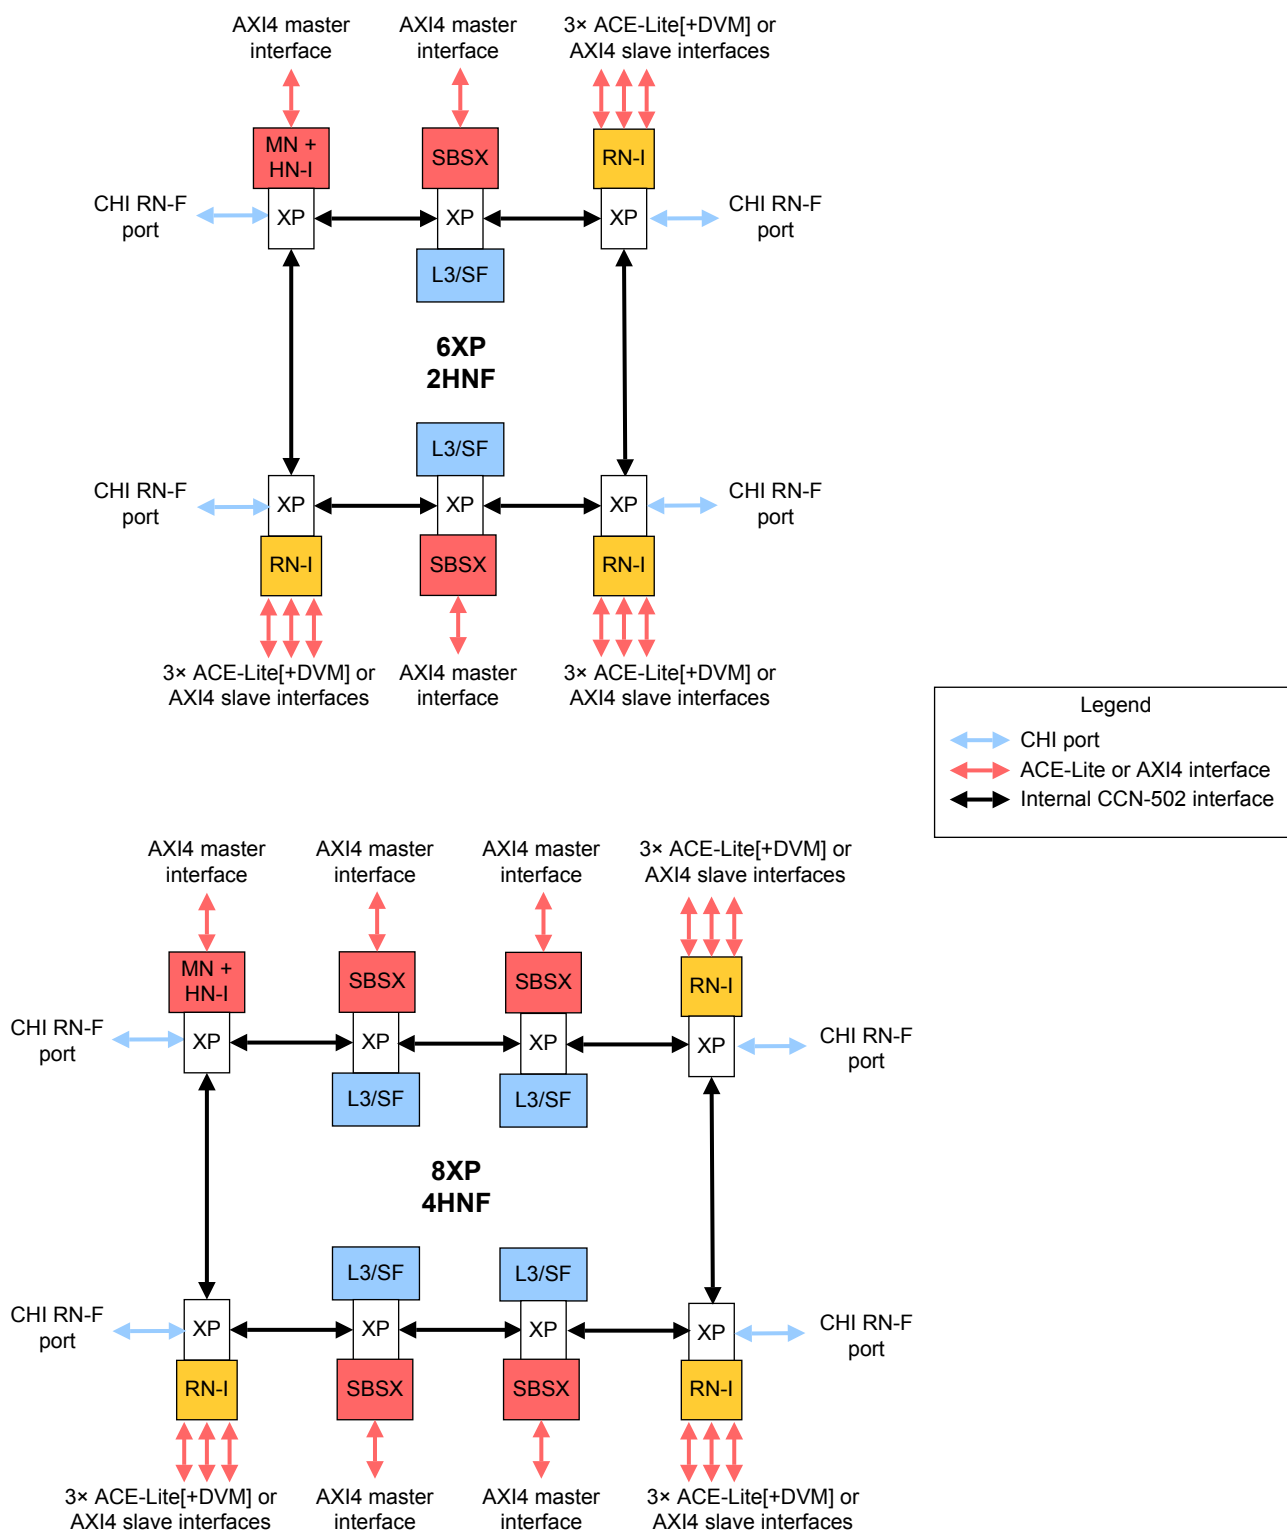 AXI4 master
interface
AXI4 master
interface
3× ACE-Lite[+DVM] or
AXI4 slave interfaces
MN +
HN-I
SBSX
RN-I
CHI RN-F
port
XP
XP
XP
CHI RN-F
port
L3/SF
6XP
2HNF
L3/SF
CHI RN-F
port
XP
XP
XP
CHI RN-F
port
RN-I
SBSX
RN-I
3× ACE-Lite[+DVM] or
AXI4 slave interfaces
AXI4 master
interface
3× ACE-Lite[+DVM] or
AXI4 slave interfaces
Legend
CHI port
ACE-Lite or AXI4 interface
Internal CCN-502 interface
AXI4 master
interface
AXI4 master
interface
AXI4 master
interface
3× ACE-Lite[+DVM] or
AXI4 slave interfaces
MN +
HN-I
SBSX
SBSX
RN-I
CHI RN-F
port
XP
XP
XP
XP
CHI RN-F
port
L3/SF
L3/SF
8XP
4HNF
L3/SF
L3/SF
CHI RN-F
port
XP
XP
XP
XP
CHI RN-F
port
RN-I
SBSX
SBSX
RN-I
3× ACE-Lite[+DVM] or
AXI4 slave interfaces
AXI4 master
interface
AXI4 master
interface
3× ACE-Lite[+DVM] or
AXI4 slave interfaces